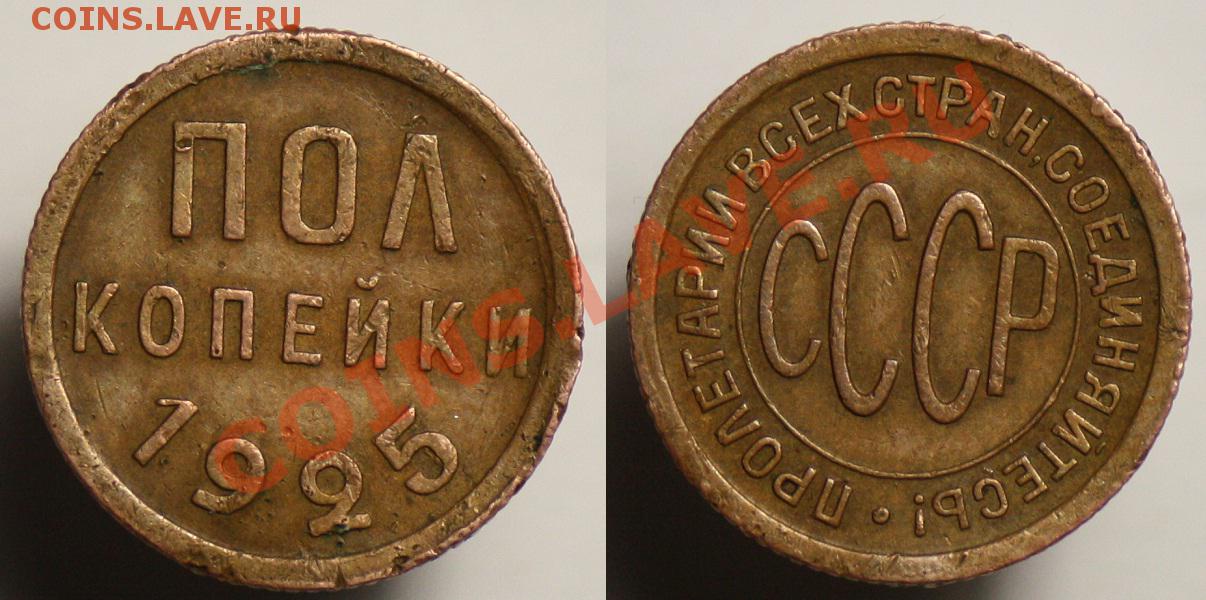 COINS.LAVE.RU
ПОЛ
КОПЕЙКИ
1925
ПРОЛЕТАРИИ ВСЕХ СТРАН, СОЕДИНЯЙТЕСЬ! •
СССР
COINS.LAVE.RU